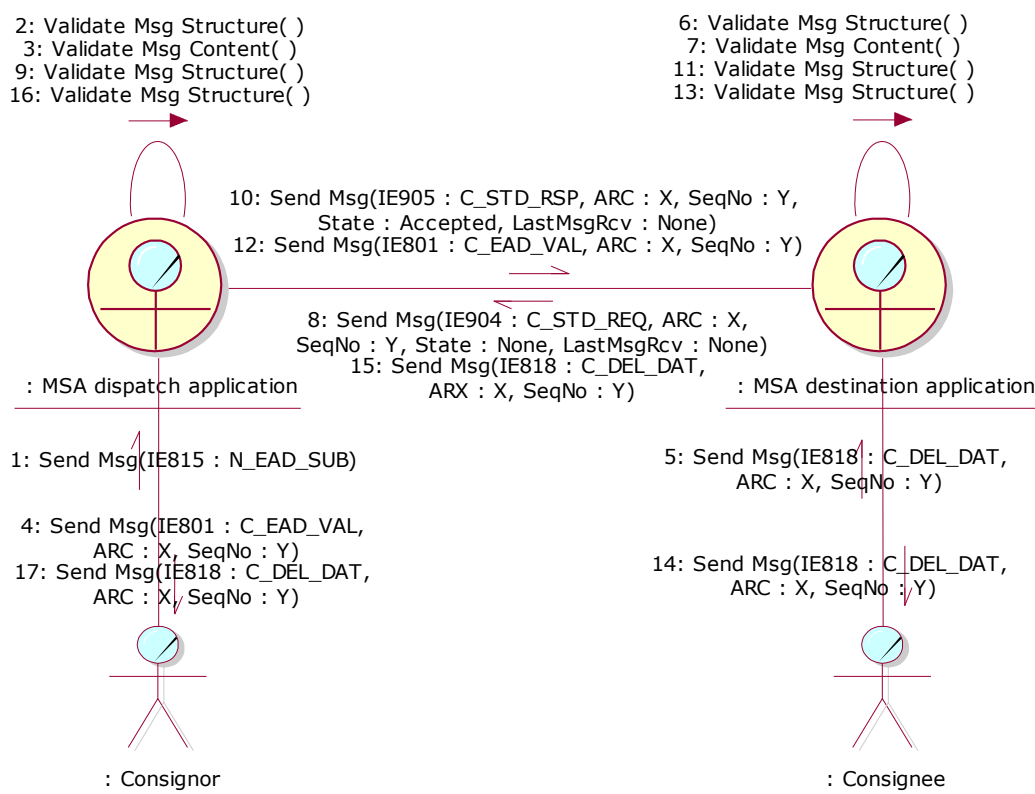 2: Validate Msg Structure( )
3: Validate Msg Content( )
9: Validate Msg Structure( )
16: Validate Msg Structure( )
6: Validate Msg Structure( )
7: Validate Msg Content( )
11: Validate Msg Structure( )
13: Validate Msg Structure( )
10: Send Msg(IE905 : C_STD_RSP, ARC : X, SeqNo : Y,
State : Accepted, LastMsgRcv : None)
12: Send Msg(IE801 : C_EAD_VAL, ARC : X, SeqNo : Y)
8: Send Msg(IE904 : C_STD_REQ, ARC : X,
SeqNo : Y, State : None, LastMsgRcv : None)
15: Send Msg(IE818 : C_DEL_DAT,
ARX : X, SeqNo : Y)
: MSA dispatch application
: MSA destination application
1: Send Msg(IE815 : N_EAD_SUB)
4: Send Msg(IE801 : C_EAD_VAL,
ARC : X, SeqNo : Y)
17: Send Msg(IE818 : C_DEL_DAT,
ARC : X, SeqNo : Y)
5: Send Msg(IE818 : C_DEL_DAT,
ARC : X, SeqNo : Y)
14: Send Msg(IE818 : C_DEL_DAT,
ARC : X, SeqNo : Y)
: Consignor
: Consignee